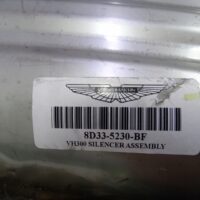 8D33-5230-BF
VH300 SILENCER ASSEMBLY